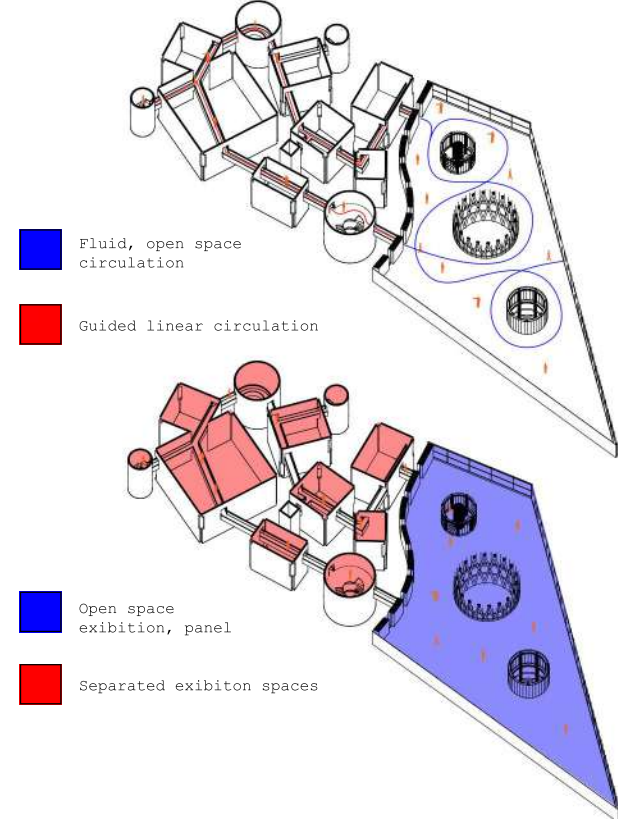 Fluid, open space
circulation
Guided linear circulation
Open space
exibition, panel
Separated exibiton spaces